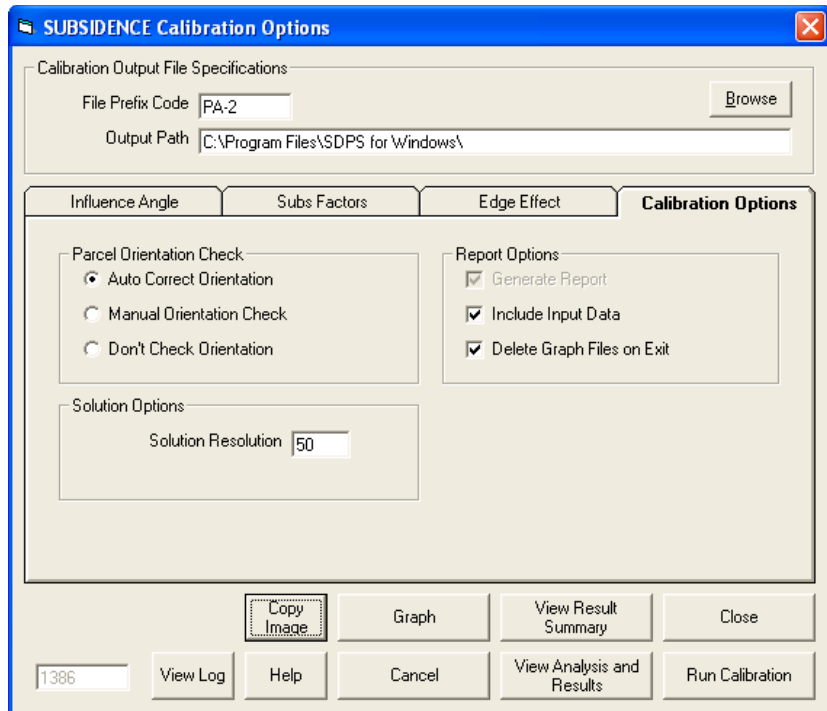 SUBSIDENCE Calibration Options
Calibration Output File Specifications
File Prefix Code PA-2 Browse
Output Path C:\Program Files\SDPS for Windows\
Influence Angle Subs Factors Edge Effect Calibration Options
Parcel Orientation Check
Auto Correct Orientation
Manual Orientation Check
Don't Check Orientation
Report Options
Generate Report
Include Input Data
Delete Graph Files on Exit
Solution Options
Solution Resolution 50
Copy
Image
Graph
View Result
Summary
Close
1386
View Log
Help
Cancel
View Analysis and
Results
Run Calibration